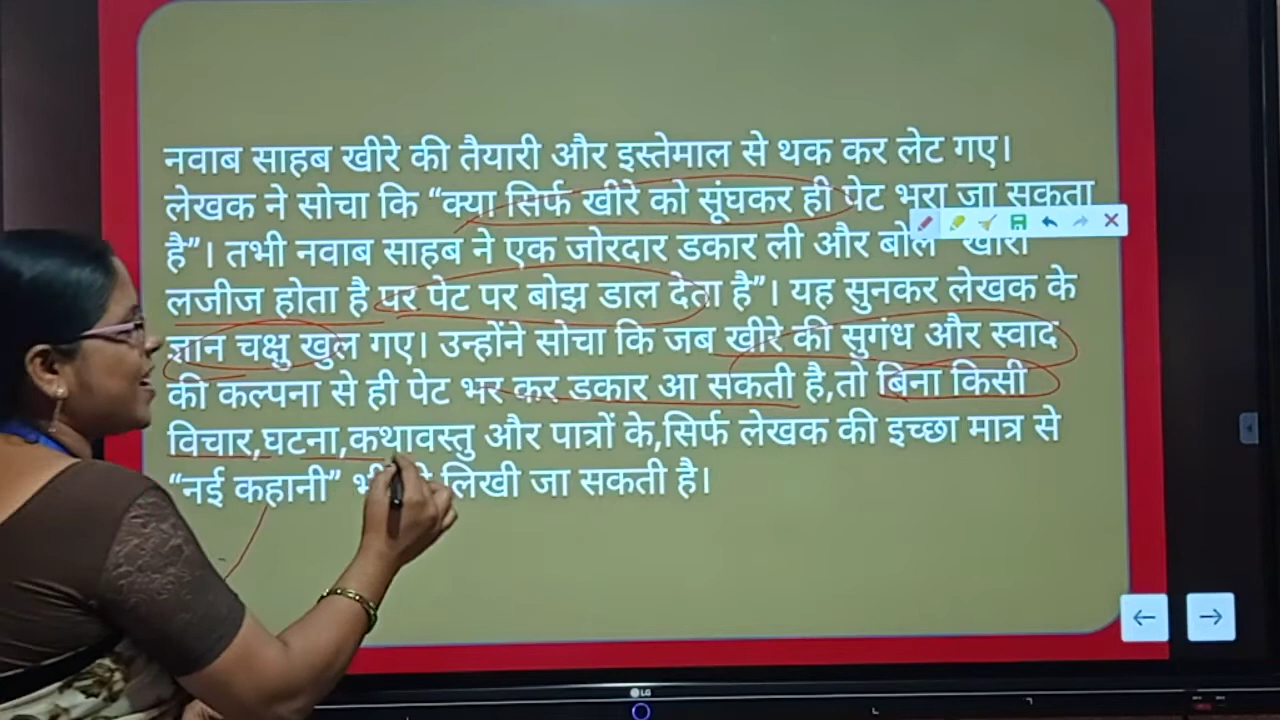 नवाब साहब खीरे की तैयारी और इस्तेमाल से थक कर लेट गए।
लेखक ने सोचा कि “क्या सिर्फ खीरे को सूंघकर ही पेट भरा जा सकता
है”। तभी नवाब साहब ने एक जोरदार डकार ली और बोले
लजीज होता है पर पेट पर बोझ डाल देता है”। यह सुनकर लेखक के
ज्ञान चक्षु खुल गए। उन्होंने सोचा कि जब खीरे की सुगंध और स्वाद
की कल्पना से ही पेट भर कर डकार आ सकती है,तो बिना किसी
विचार,घटना,कथावस्तु और पात्रों के,सिर्फ लेखक की इच्छा मात्र से
“नई कहानी” लिखी जा सकती है।
LG